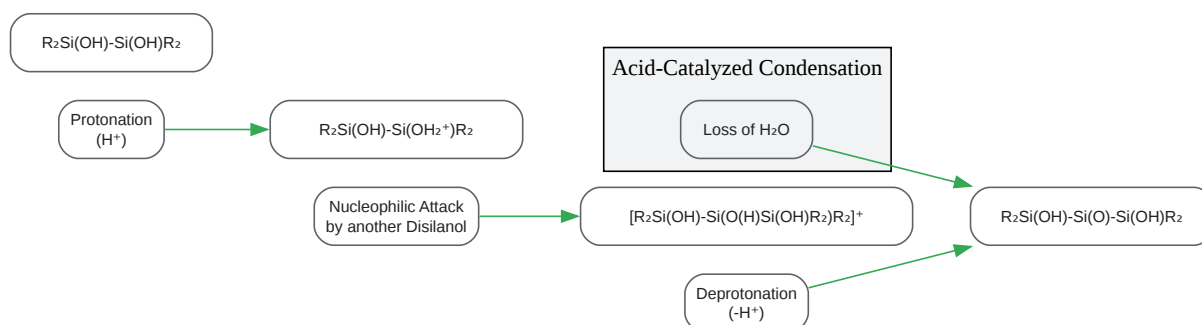 R₂Si(OH)-Si(OH)R₂
Acid-Catalyzed Condensation
Protonation
(H⁺)
R₂Si(OH)-Si(OH₂⁺)R₂
Loss of H₂O
Nucleophilic Attack
by another Disilanol
[R₂Si(OH)-Si(O(H)Si(OH)R₂)R₂]⁺
R₂Si(OH)-Si(O)-Si(OH)R₂
Deprotonation
(-H⁺)